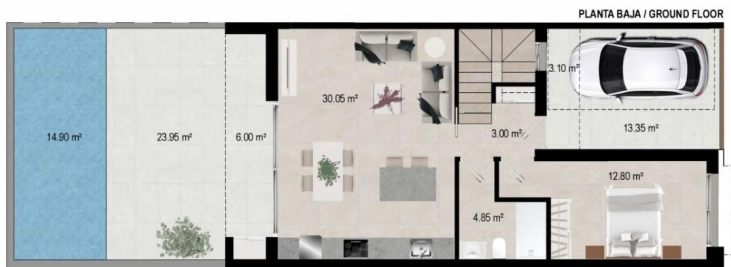 PLANTA BAJA / GROUND FLOOR
3.10 m²
30.05 m²
14.90 m²
23.95 m²
6.00 m²
3.00 m²
13.35 m²
12.80 m²
4.85 m²